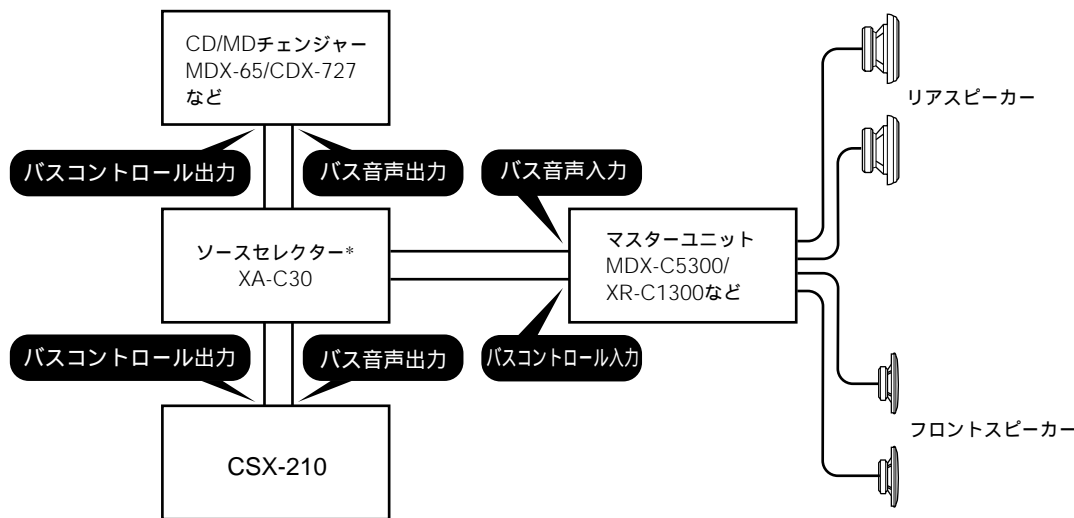 CD/MDチェンジャー
MDX-65/CDX-727
など
リアスピーカー
バスコントロール出力
バス音声出力
バス音声入力
ソースセレクター*
XA-C30
マスターユニット
MDX-C5300/
XR-C1300など
バスコントロール出力
バス音声出力
バスコントロール入力
フロントスピーカー
CSX-210